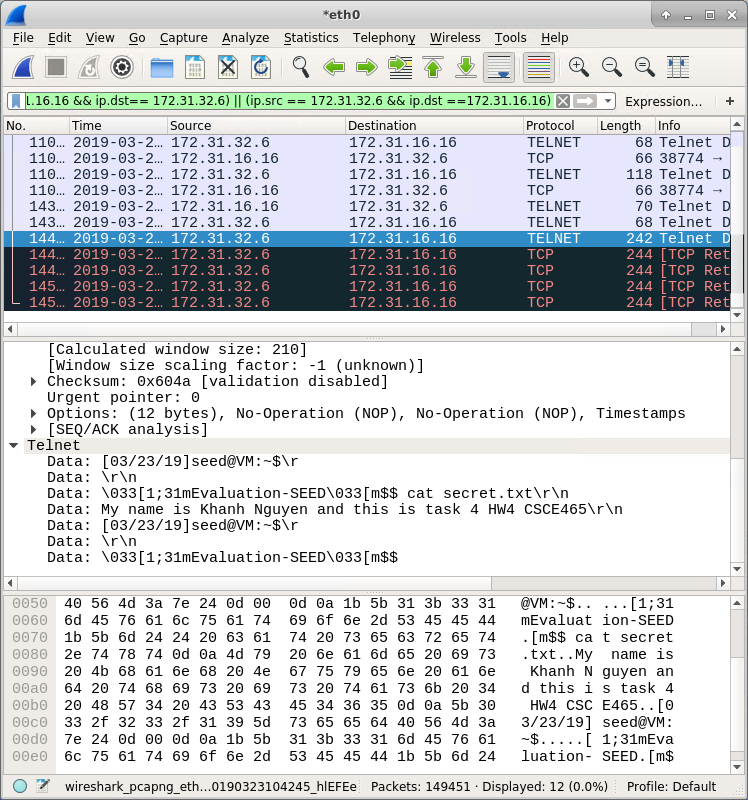 *eth0
File Edit View Go Capture Analyze Statistics Telephony Wireless Tools Help
1.16.16 && ip.dst== 172.31.32.6) || (ip.src == 172.31.32.6 && ip.dst ==172.31.16.16) Expression… +
No. Time Source Destination Protocol Length Info
110… 2019-03-2… 172.31.32.6 172.31.16.16 TELNET 68 Telnet D
110… 2019-03-2… 172.31.16.16 172.31.32.6 TCP 66 38774 →
110… 2019-03-2… 172.31.32.6 172.31.16.16 TELNET 118 Telnet D
110… 2019-03-2… 172.31.16.16 172.31.32.6 TCP 66 38774 →
143… 2019-03-2… 172.31.16.16 172.31.32.6 TELNET 70 Telnet D
143… 2019-03-2… 172.31.32.6 172.31.16.16 TELNET 68 Telnet D
144… 2019-03-2… 172.31.32.6 172.31.16.16 TELNET 242 Telnet D
144… 2019-03-2… 172.31.32.6 172.31.16.16 TCP 244 [TCP Ret
144… 2019-03-2… 172.31.32.6 172.31.16.16 TCP 244 [TCP Ret
145… 2019-03-2… 172.31.32.6 172.31.16.16 TCP 244 [TCP Ret
145… 2019-03-2… 172.31.32.6 172.31.16.16 TCP 244 [TCP Ret
[Calculated window size: 210]
[Window size scaling factor: -1 (unknown)]
Checksum: 0x604a [validation disabled]
Urgent pointer: 0
Options: (12 bytes), No-Operation (NOP), No-Operation (NOP), Timestamps
[SEQ/ACK analysis]
Telnet
Data: [03/23/19]seed@VM:~$\r
Data: \r\n
Data: \033[1;31mEvaluation-SEED\033[m$$ cat secret.txt\r\n
Data: My name is Khanh Nguyen and this is task 4 HW4 CSCE465\r\n
Data: [03/23/19]seed@VM:~$\r
Data: \r\n
Data: \033[1;31mEvaluation-SEED\033[m$$
0050 40 56 4d 3a 7e 24 0d 00 0d 0a 1b 5b 31 3b 33 31 @VM:~$.. ...[1;31
0060 6d 45 76 61 6c 75 61 74 69 6f 6e 2d 53 45 45 44 mEvaluat ion-SEED
0070 1b 5b 6d 24 24 20 63 61 74 20 73 65 63 72 65 74 .[m$$ ca t secret
0080 2e 74 78 74 0d 0a 4d 79 20 6e 61 6d 65 20 69 73 .txt..My name is
0090 20 4b 68 61 6e 68 20 4e 67 75 79 65 6e 20 61 6e Khanh N guyen an
00a0 64 20 74 68 69 73 20 69 73 20 74 61 73 6b 20 34 d this i s task 4
00b0 20 48 57 34 20 43 53 43 45 34 36 35 0d 0a 5b 30 HW4 CSC E465..[0
00c0 33 2f 32 33 2f 31 39 5d 73 65 65 64 40 56 4d 3a 3/23/19] seed@VM:
00d0 7e 24 0d 00 0d 0a 1b 5b 31 3b 33 31 6d 45 76 61 ~$.....[ 1;31mEva
00e0 6c 75 61 74 69 6f 6e 2d 53 45 45 44 1b 5b 6d 24 luation- SEED.[m$
wireshark_pcapng_eth…0190323104245_hlEFEe Packets: 149451 · Displayed: 12 (0.0%) Profile: Default